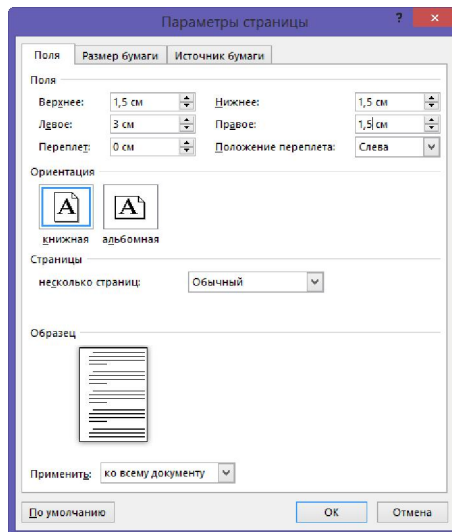 Параметры страницы ? ×
Поля Размер бумаги Источник бумаги
Поля
Верхнее: 1,5 см Нижнее: 1,5 см
Левое: 3 см Правое: 1,5 см
Переплет: 0 см Положение переплета: Слева
Ориентация
A A
книжная альбомная
Страницы
несколько страниц: Обычный
Образец
Применить: ко всему документу
По умолчанию ОК Отмена